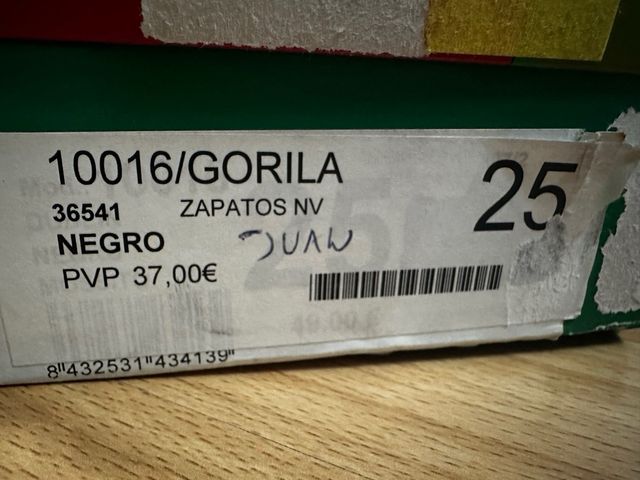 10016/GORILA
25
36541 ZAPATOS NV
NEGRO JUAN
PVP 37,00€
8"432531"434139"